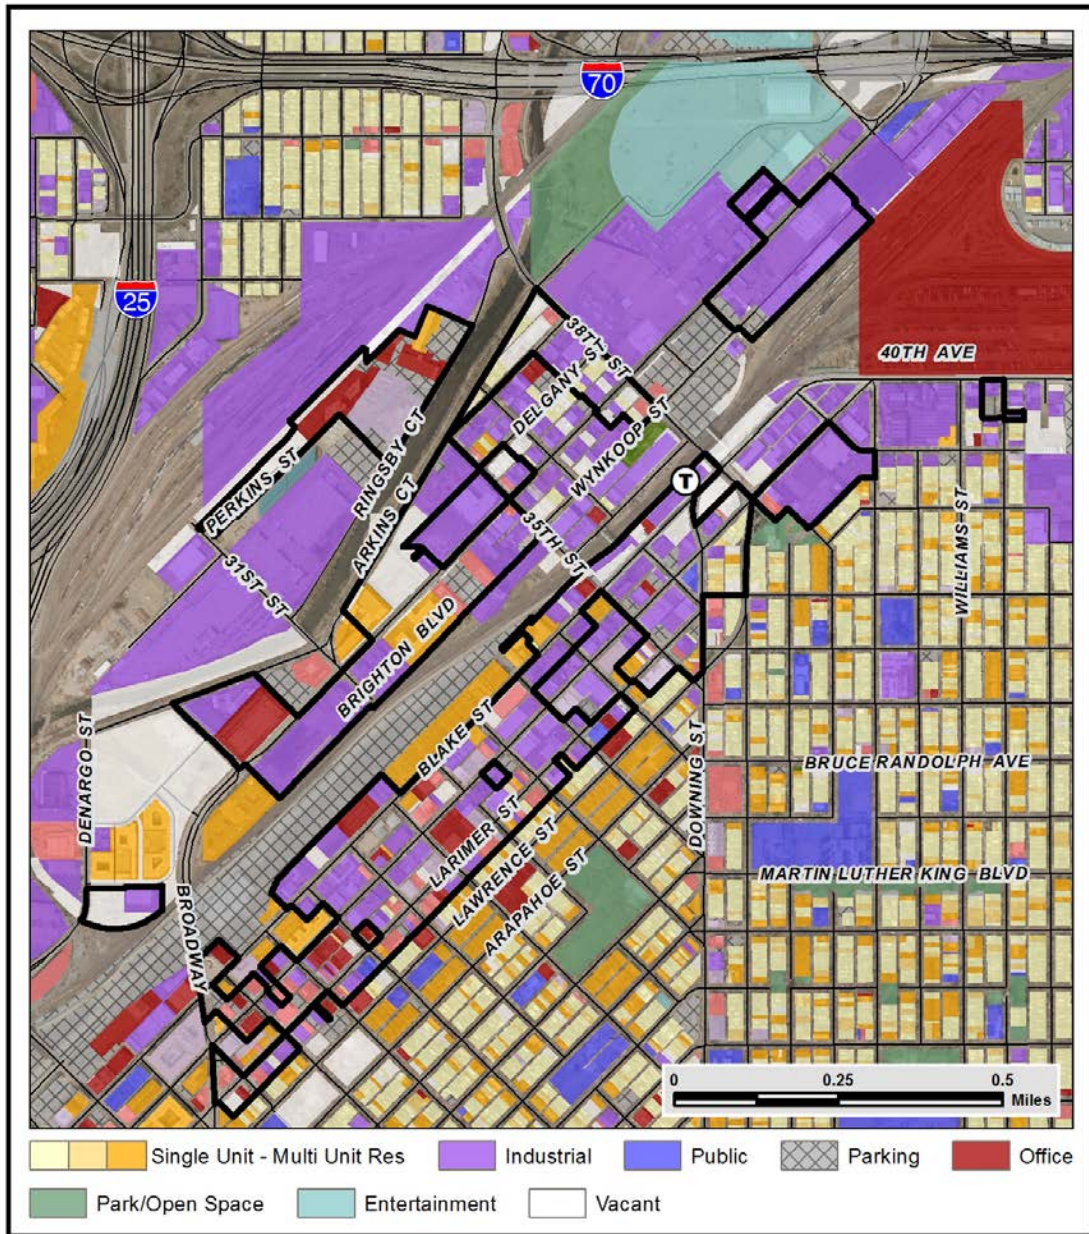 70
25
38TH ST
40TH AVE
DELGANY S
WYNKOOP ST
T
PERKINS ST
RINGSBY CT
ARKINS CT
35TH ST
31ST ST
WILLIAMS ST
BRIGHTON BLVD
BLAKE ST
DENARGO ST
DOWNING ST
BRUCE RANDOLPH AVE
LARIMER ST
LAWRENCE ST
ARAPAHOE ST
MARTIN LUTHER KING BLVD
BROADWAY
0 0.25 0.5
Miles
Single Unit - Multi Unit Res Industrial Public Parking Office
Park/Open Space Entertainment Vacant